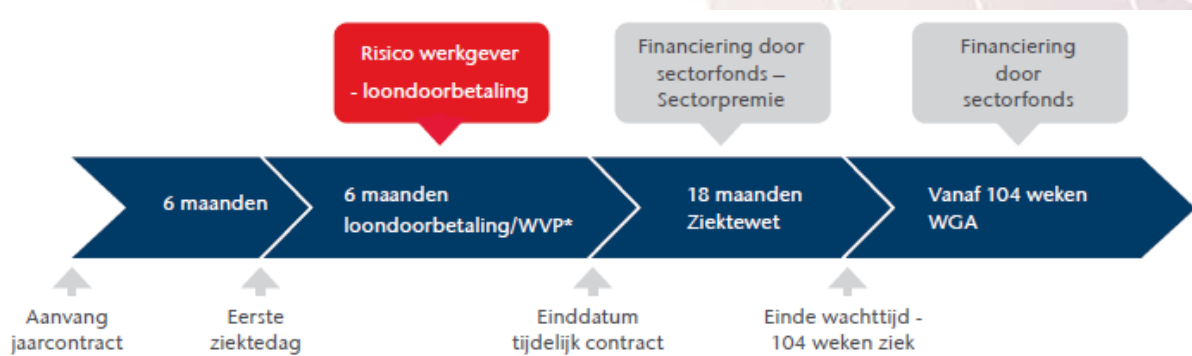 Risico werkgever
- loondoorbetaling
Financiering door
sectorfonds –
Sectorpremie
Financiering
door
sectorfonds
6 maanden
6 maanden
loondoorbetaling/WVP*
18 maanden
Ziektewet
Vanaf 104 weken
WGA
Aanvang
jaarcontract
Eerste
ziektedag
Einddatum
tijdelijk contract
Einde wachttijd -
104 weken ziek